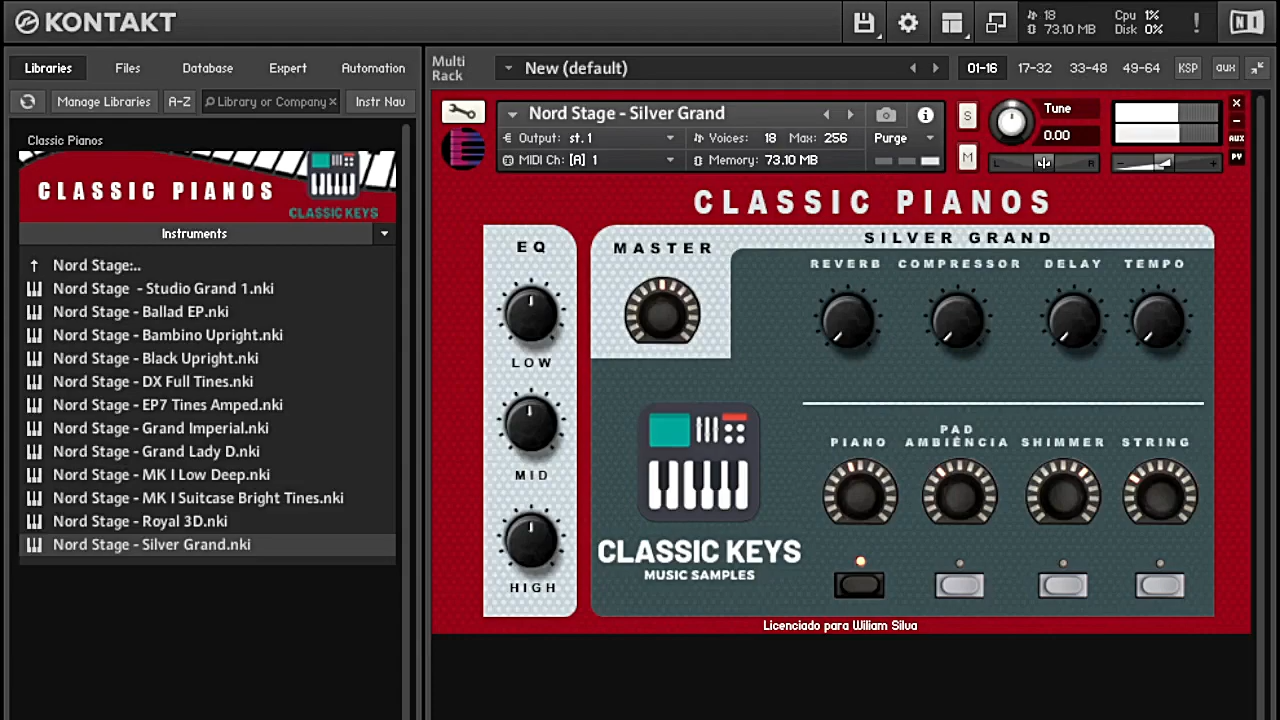 KONTAKT
18
73.10 MB
Cpu 1%
Disk 0%
!
NI
Libraries Files Database Expert Automation
Manage Libraries A-Z Library or Company × Instr Nav
Classic Pianos
CLASSIC PIANOS
CLASSIC KEYS
Instruments
Nord Stage:..
Nord Stage - Studio Grand 1.nki
Nord Stage - Ballad EP.nki
Nord Stage - Bambino Upright.nki
Nord Stage - Black Upright.nki
Nord Stage - DX Full Tines.nki
Nord Stage - EP7 Tines Amped.nki
Nord Stage - Grand Imperial.nki
Nord Stage - Grand Lady D.nki
Nord Stage - MK I Low Deep.nki
Nord Stage - MK I Suitcase Bright Tines.nki
Nord Stage - Royal 3D.nki
Nord Stage - Silver Grand.nki
Multi
Rack
New (default)
01-16 17-32 33-48 49-64 KSP AUX
Nord Stage - Silver Grand
Output: st.1 Voices: 18 Max: 256 Purge
MIDI Ch: [A] 1 Memory: 73.10 MB
S
M
Tune
0.00
L R
- +
×
-
AUX
PV
CLASSIC PIANOS
EQ
LOW
MID
HIGH
MASTER
SILVER GRAND
REVERB COMPRESSOR DELAY TEMPO
PIANO PAD AMBIÊNCIA SHIMMER STRING
CLASSIC KEYS
MUSIC SAMPLES
Licenciado para Wiliam Silva